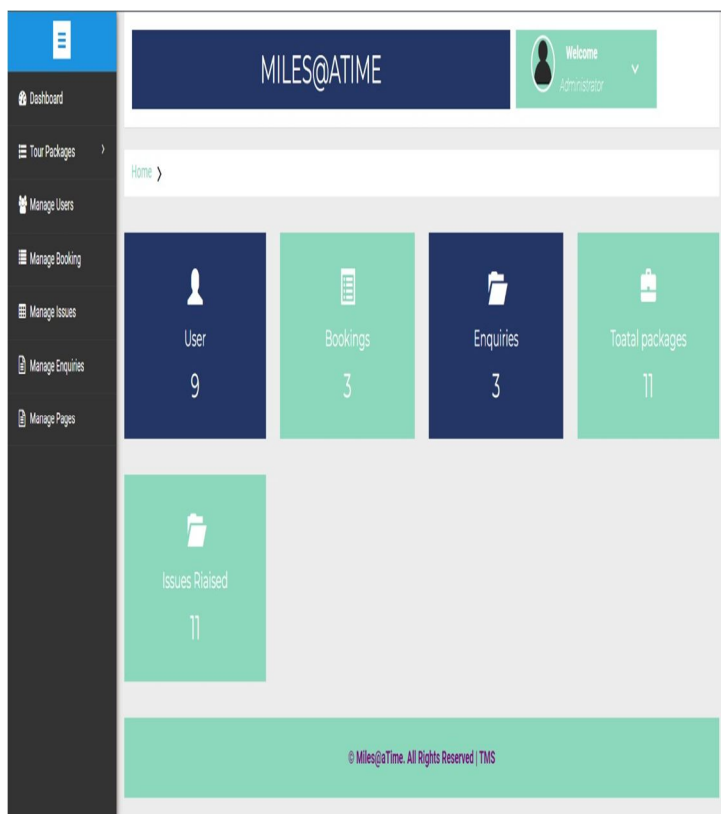 MILES@ATIME
Welcome
Administrator
Dashboard
Tour Packages
Manage Users
Manage Booking
Manage Issues
Manage Enquiries
Manage Pages
Home
User
9
Bookings
3
Enquiries
3
Toatal packages
11
Issues Riaised
11
© Miles@aTime. All Rights Reserved | TMS